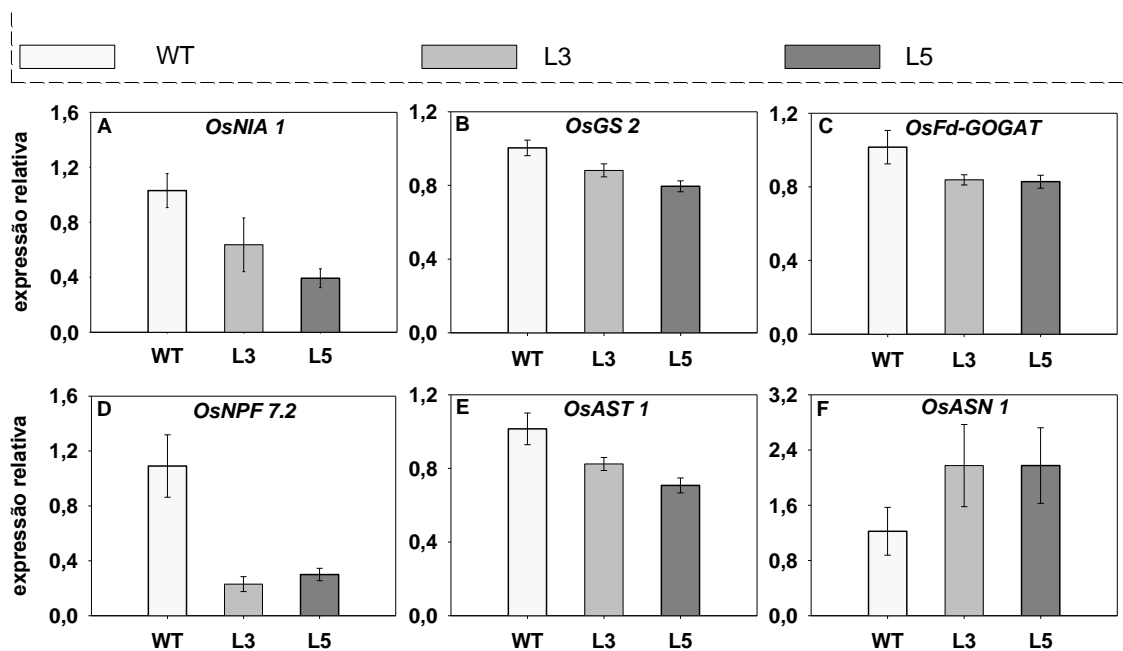 WT L3 L5
A OsNIA 1
expressão relativa
1,6
1,2
0,8
0,4
0,0
WT L3 L5
B OsGS 2
1,2
0,8
0,4
0,0
WT L3 L5
C OsFd-GOGAT
1,2
0,8
0,4
0,0
WT L3 L5
D OsNPF 7.2
expressão relativa
1,6
1,2
0,8
0,4
0,0
WT L3 L5
E OsAST 1
1,2
0,8
0,4
0,0
WT L3 L5
F OsASN 1
3,2
2,4
1,6
0,8
0,0
WT L3 L5